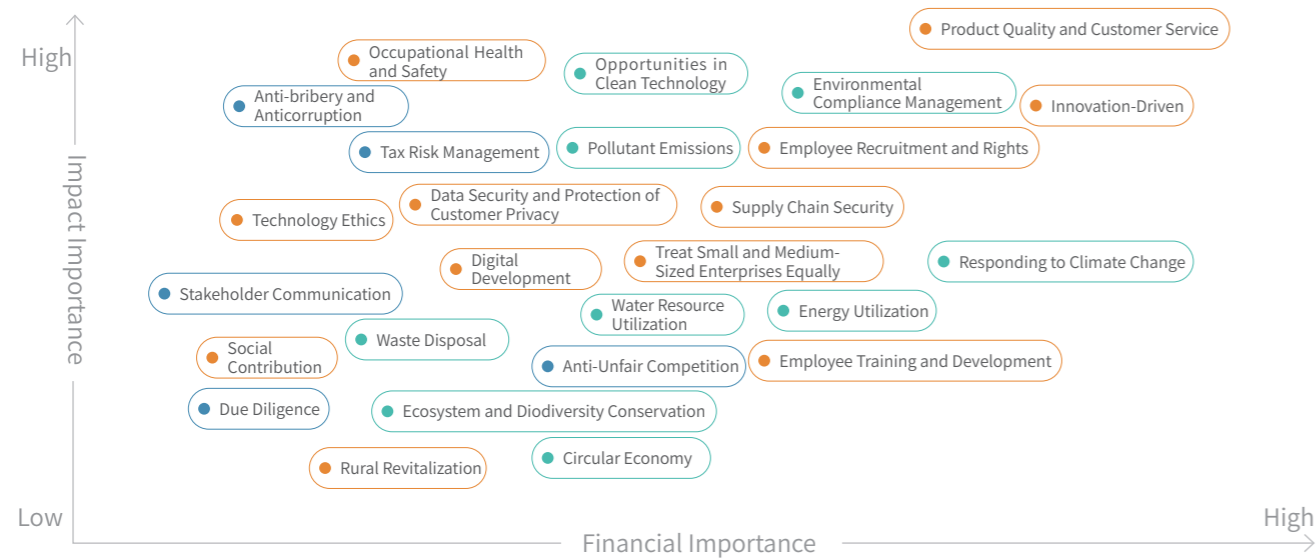 High
Product Quality and Customer Service
Occupational Health
and Safety
Opportunities in
Clean Technology
Environmental
Compliance Management
Anti-bribery and
Anticorruption
Innovation-Driven
Tax Risk Management
Pollutant Emissions
Employee Recruitment and Rights
Data Security and Protection of
Customer Privacy
Supply Chain Security
Technology Ethics
Impact Importance
Digital
Development
Treat Small and Medium-
Sized Enterprises Equally
Responding to Climate Change
Stakeholder Communication
Water Resource
Utilization
Energy Utilization
Waste Disposal
Social
Contribution
Anti-Unfair Competition
Employee Training and Development
Due Diligence
Ecosystem and Diodiversity Conservation
Rural Revitalization
Circular Economy
Low
Financial Importance
High